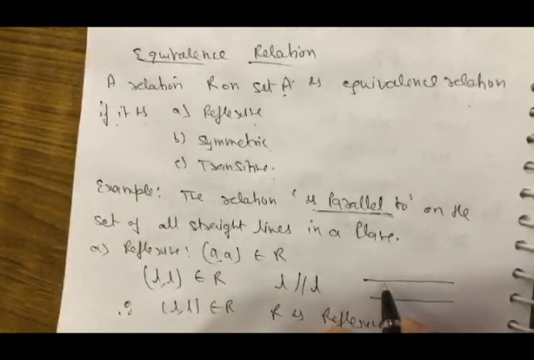 Equivalence Relation
A relation R on set A is equivalence relation
if it is a) Reflexive
b) Symmetric
c) Transitive.
Example: The relation 'is Parallel to' on the
set of all straight lines in a Plane.
a) Reflexive: (a,a) ∈ R
(l,l) ∈ R l // l
∴ (l,l) ∈ R R is Reflexive